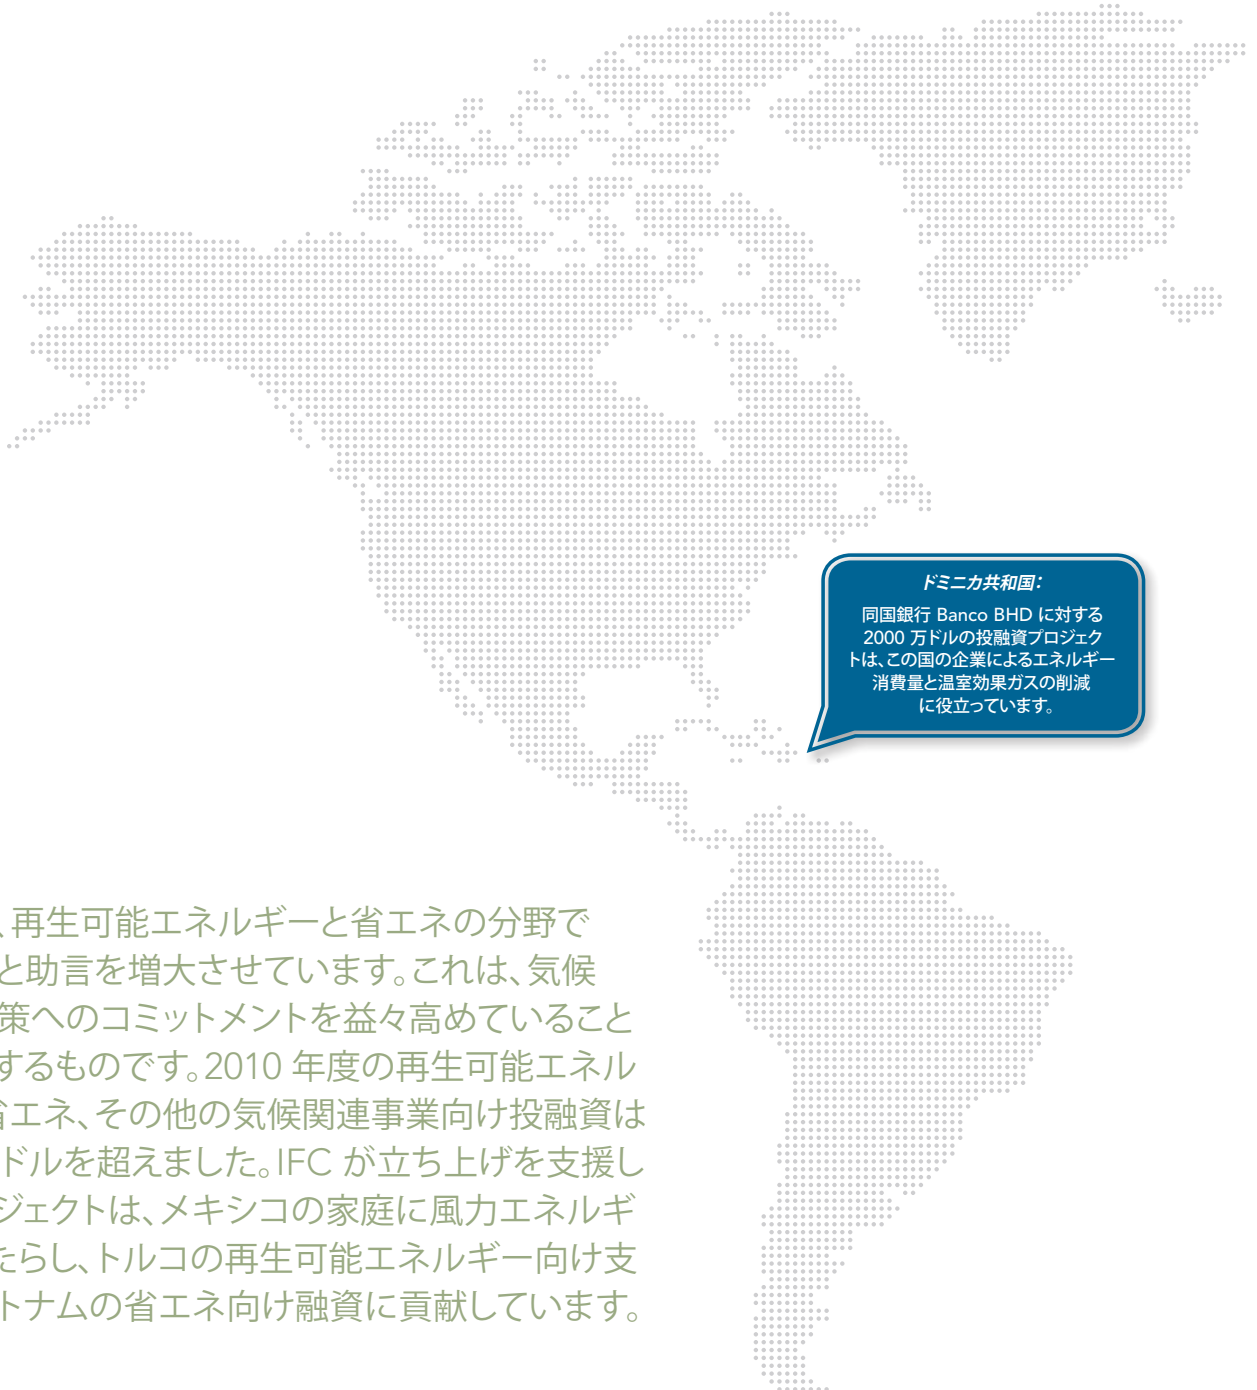 ドミニカ共和国：
同国銀行 Banco BHD に対する
2000 万ドルの投融資プロジェク
トは、この国の企業によるエネルギー
消費量と温室効果ガスの削減
に役立っています。
、再生可能エネルギーと省エネの分野で
と助言を増大させています。これは、気候
策へのコミットメントを益々高めていること
するものです。2010 年度の再生可能エネル
省エネ、その他の気候関連事業向け投融資は
ドルを超えました。IFC が立ち上げを支援し
ジェクトは、メキシコの家庭に風力エネルギ
たらし、トルコの再生可能エネルギー向け支
トナムの省エネ向け融資に貢献しています。